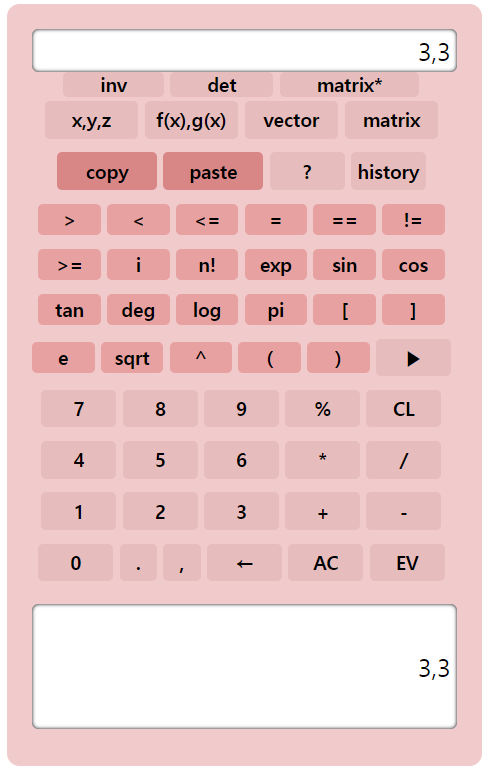 3,3
inv det matrix*
x,y,z f(x),g(x) vector matrix
copy paste ? history
> < <= = == !=
>= i n! exp sin cos
tan deg log pi [ ]
e sqrt ^ ( ) ▶
7 8 9 % CL
4 5 6 * /
1 2 3 + -
0 . , ← AC EV
3,3